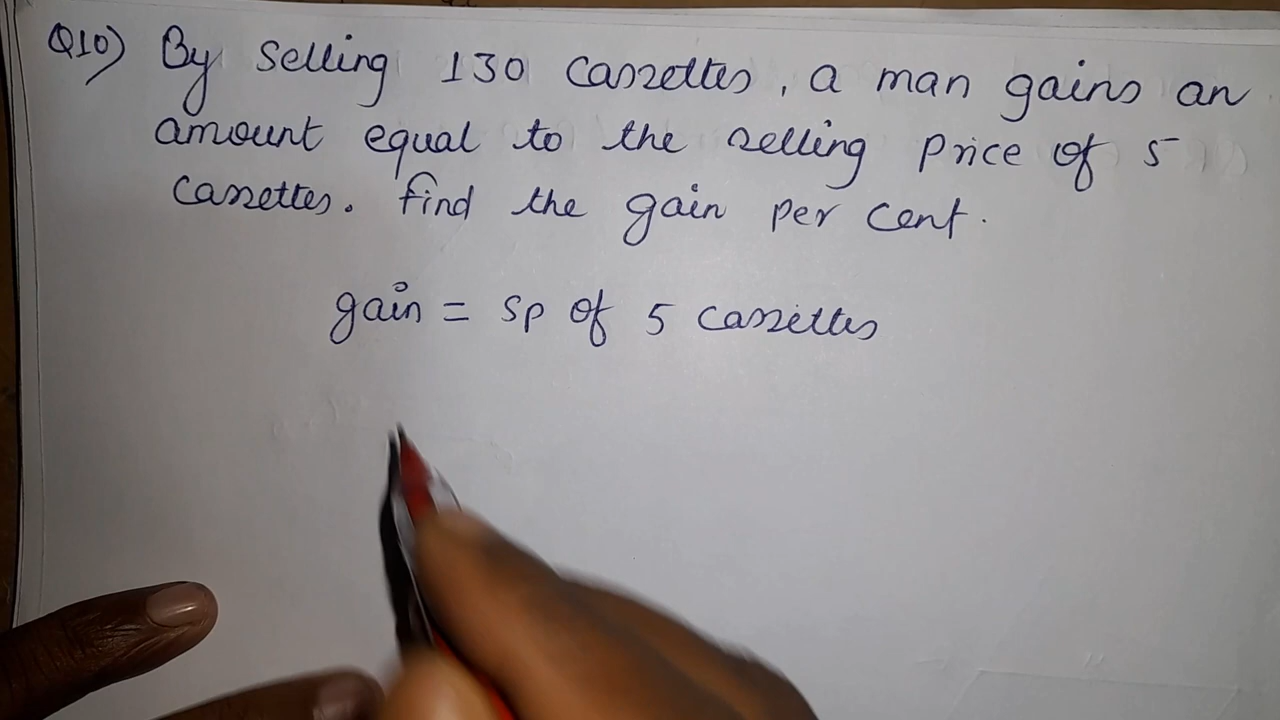 Q10) By selling 130 cassettes, a man gains an
amount equal to the selling price of 5
cassettes. find the gain per cent.
gain = SP of 5 cassettes